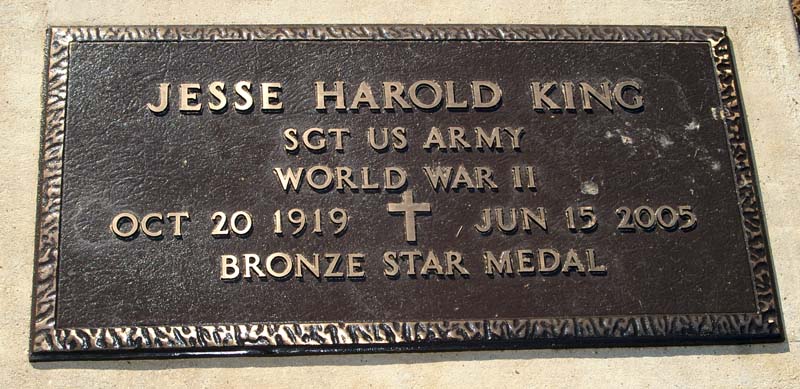 JESSE HAROLD KING
SGT US ARMY
WORLD WAR II
OCT 20 1919 JUN 15 2005
BRONZE STAR MEDAL